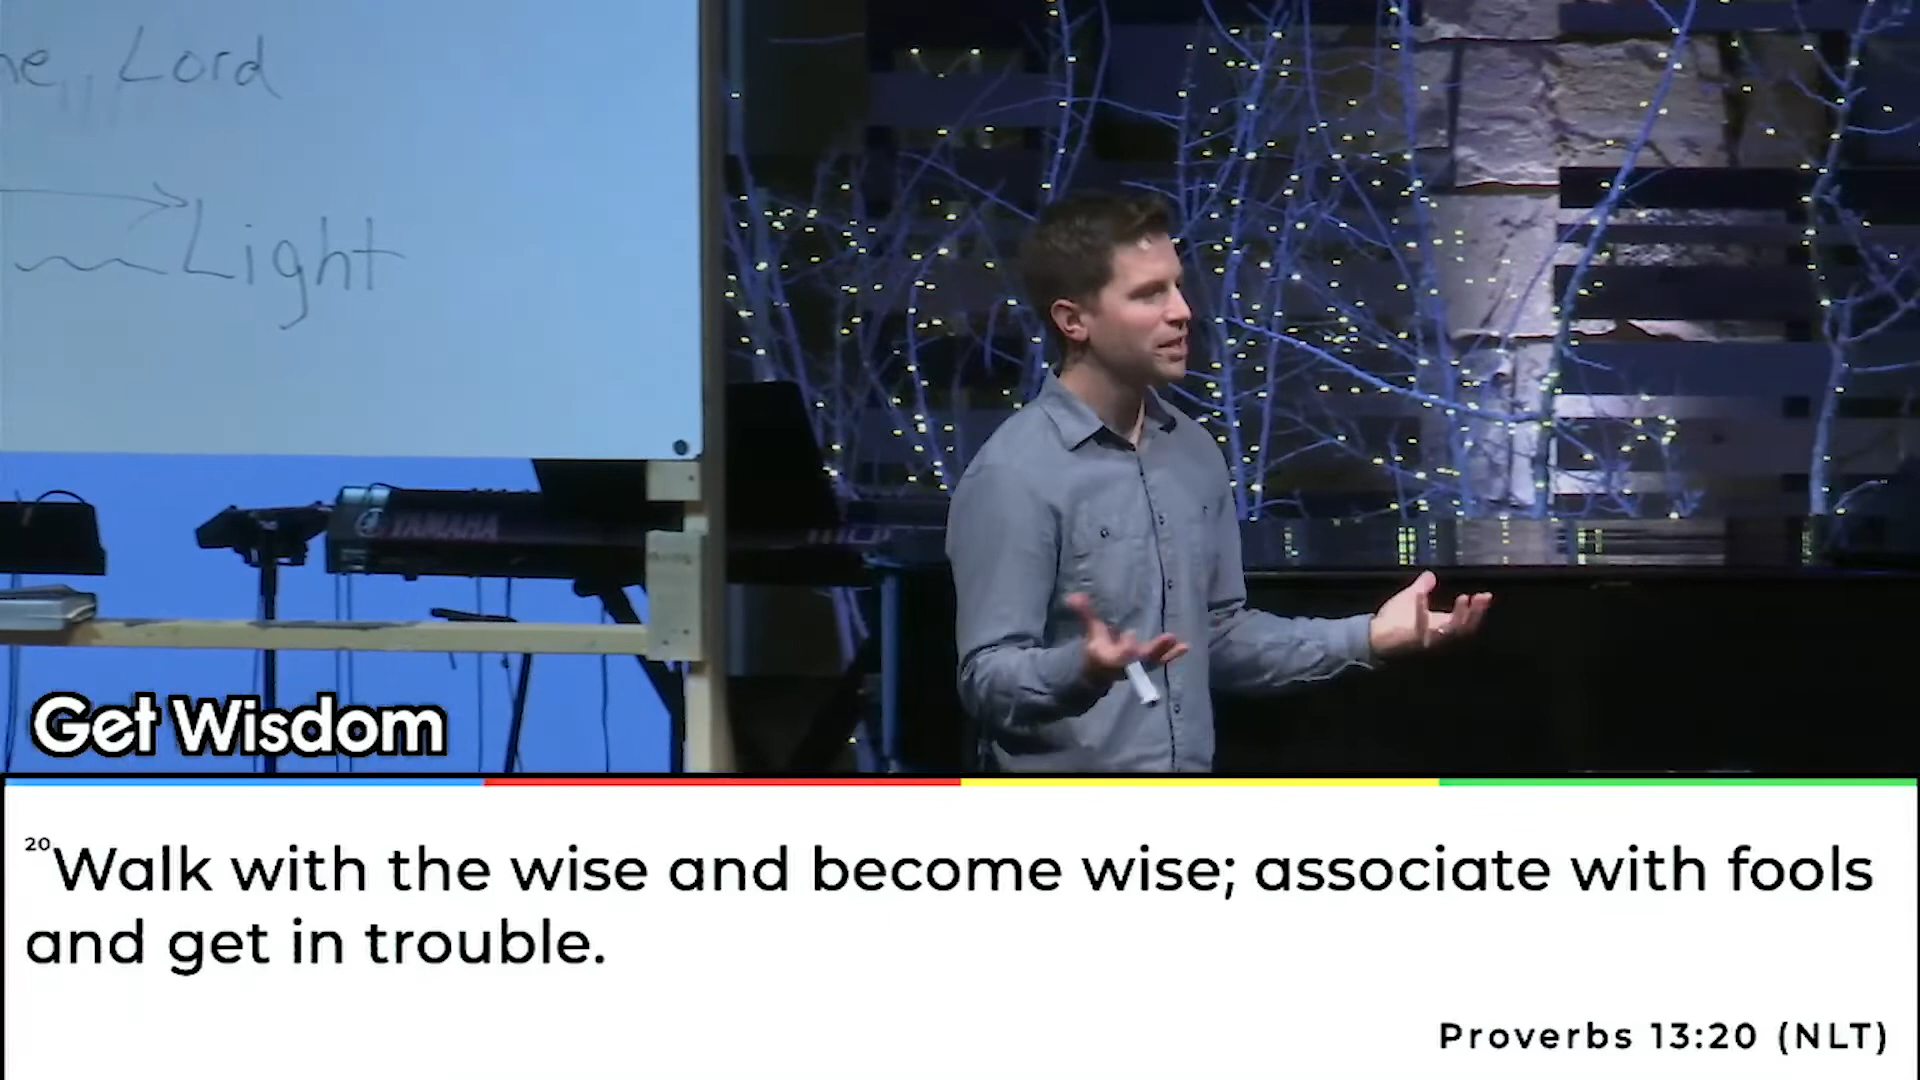 Lord
Light
YAMAHA
Get Wisdom
20 Walk with the wise and become wise; associate with fools
and get in trouble.
Proverbs 13:20 (NLT)